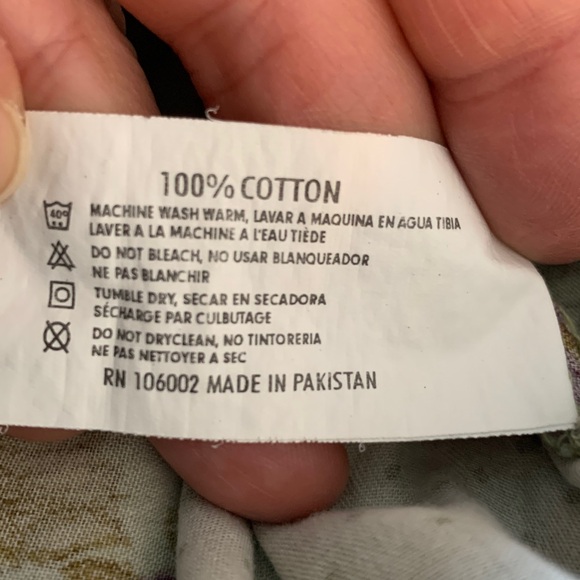 100% COTTON
40°
MACHINE WASH WARM, LAVAR A MAQUINA EN AGUA TIBIA
LAVER A LA MACHINE A L'EAU TIÈDE
DO NOT BLEACH, NO USAR BLANQUEADOR
NE PAS BLANCHIR
TUMBLE DRY, SECAR EN SECADORA
SÉCHARGE PAR CULBUTAGE
DO NOT DRYCLEAN, NO TINTORERIA
NE PAS NETTOYER A SEC
RN 106002 MADE IN PAKISTAN